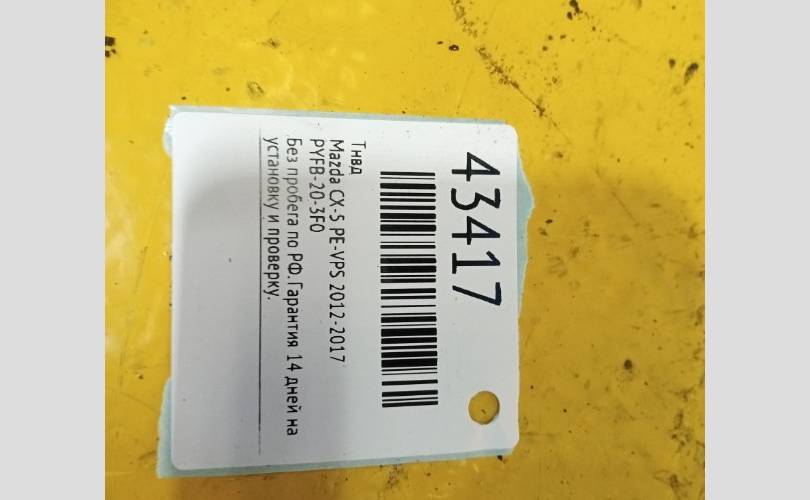 43417
Тнвд
Mazda CX-5 PE-VPS 2012-2017
PYFB-20-3F0
Без пробега по РФ. Гарантия 14 дней на
установку и проверку.